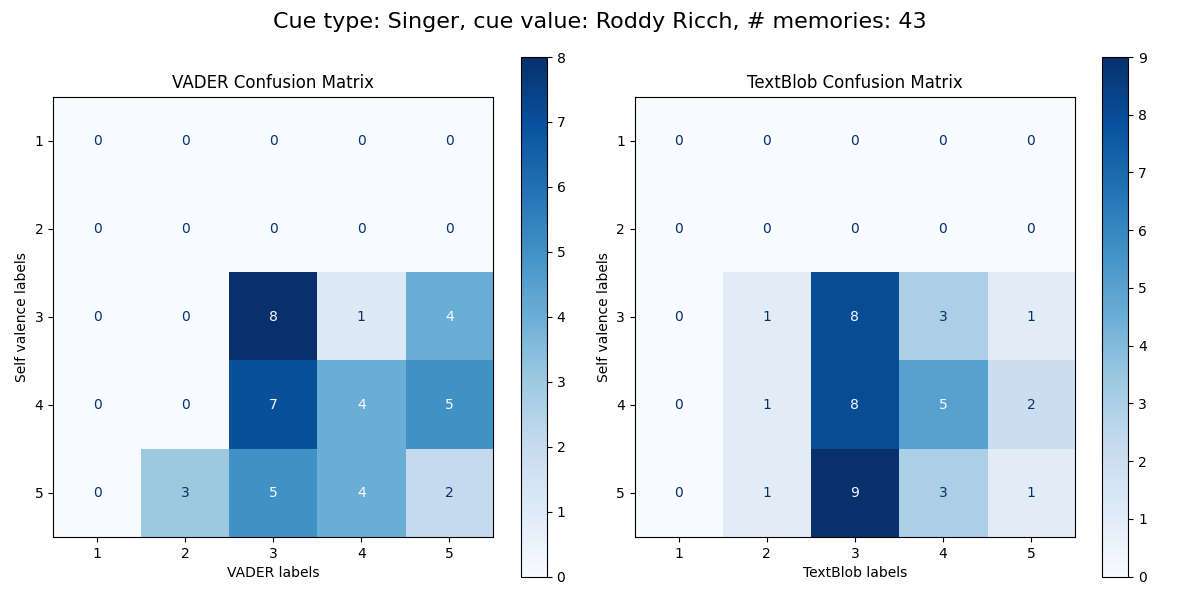 Cue type: Singer, cue value: Roddy Ricch, # memories: 43
VADER Confusion Matrix
Self valence labels
1 0 0 0 0 0
2 0 0 0 0 0
3 0 0 8 1 4
4 0 0 7 4 5
5 0 3 5 4 2
1 2 3 4 5
VADER labels
8
7
6
5
4
3
2
1
0
TextBlob Confusion Matrix
Self valence labels
1 0 0 0 0 0
2 0 0 0 0 0
3 0 1 8 3 1
4 0 1 8 5 2
5 0 1 9 3 1
1 2 3 4 5
TextBlob labels
9
8
7
6
5
4
3
2
1
0